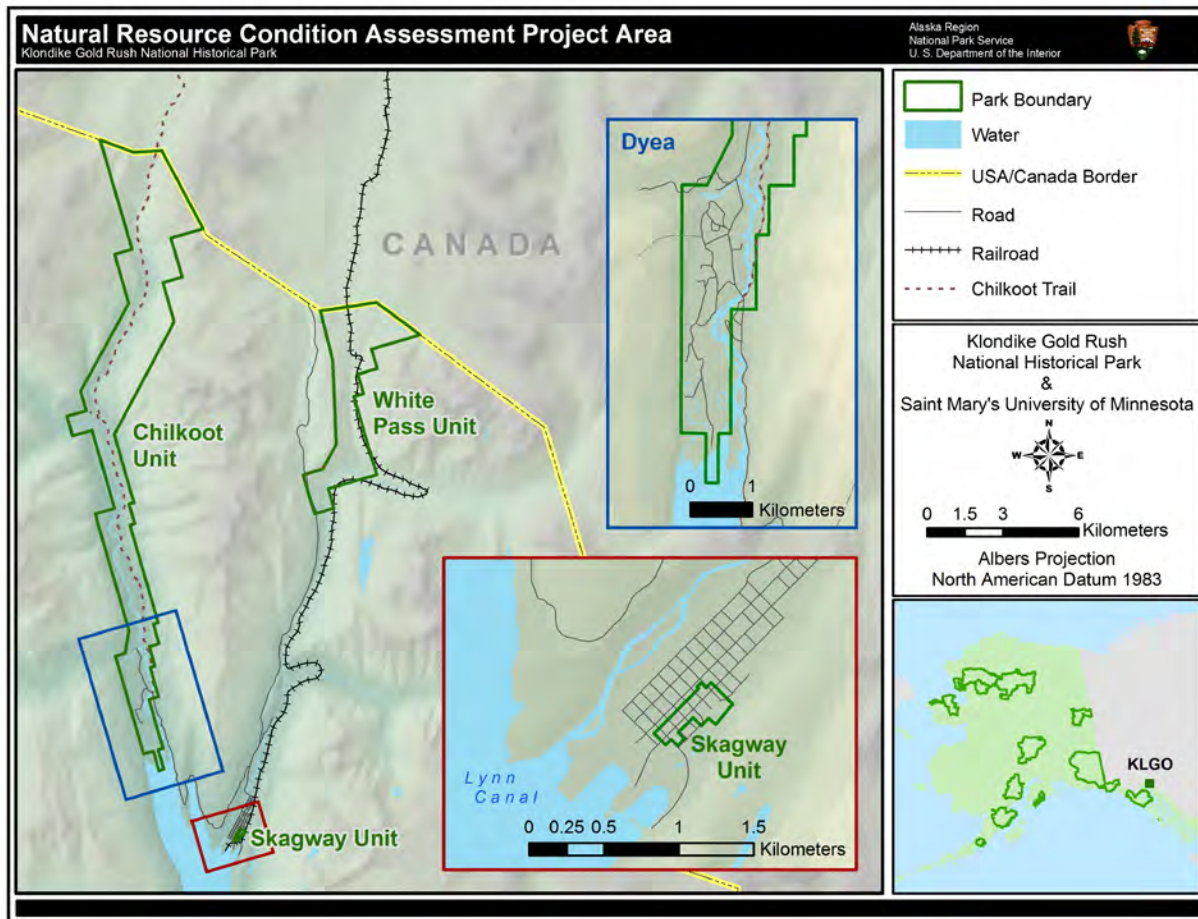 Natural Resource Condition Assessment Project Area
Klondike Gold Rush National Historical Park
Alaska Region
National Park Service
U. S. Department of the Interior
CANADA
Chilkoot
Unit
White
Pass Unit
Skagway Unit
Dyea
0 1
Kilometers
Skagway
Unit
Lynn
Canal
0 0.25 0.5 1 1.5
Kilometers
Park Boundary
Water
USA/Canada Border
Road
Railroad
Chilkoot Trail
Klondike Gold Rush
National Historical Park
&
Saint Mary's University of Minnesota
N
W E
S
0 1.5 3 6
Kilometers
Albers Projection
North American Datum 1983
KLGO